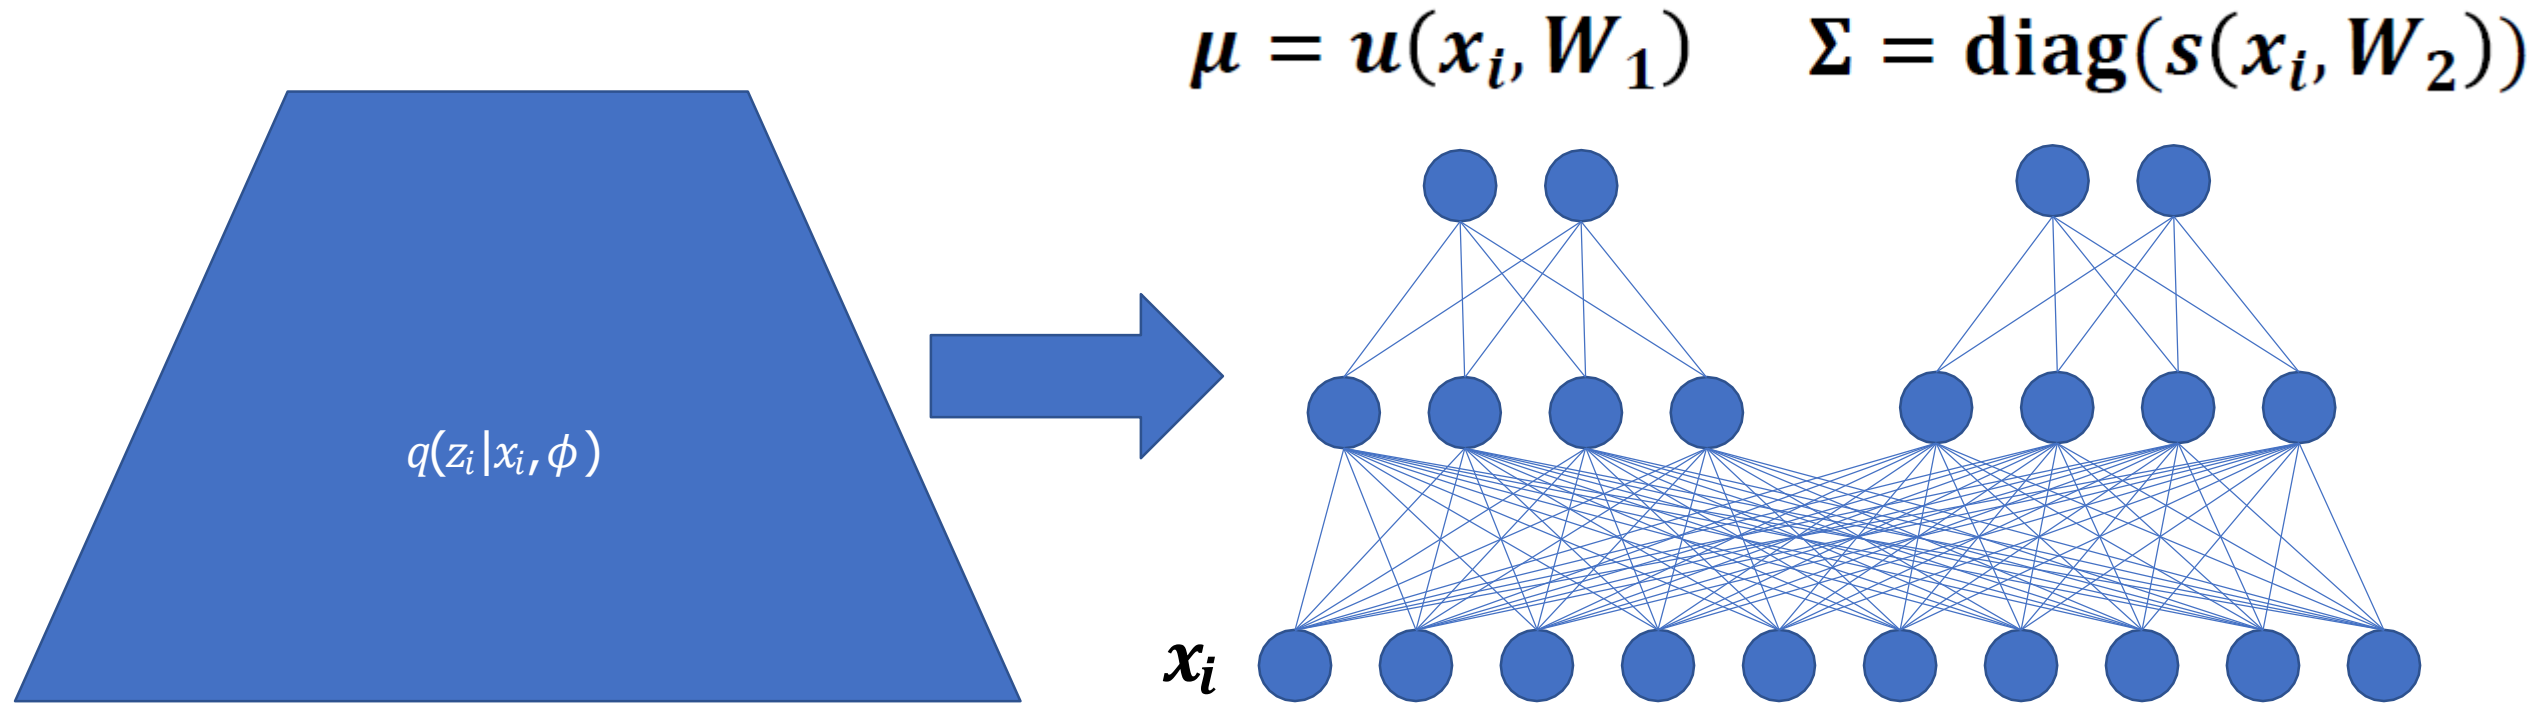 μ = u(xᵢ, W₁)
Σ = diag(s(xᵢ, W₂))
q(zᵢ|xᵢ, ϕ)
xᵢ